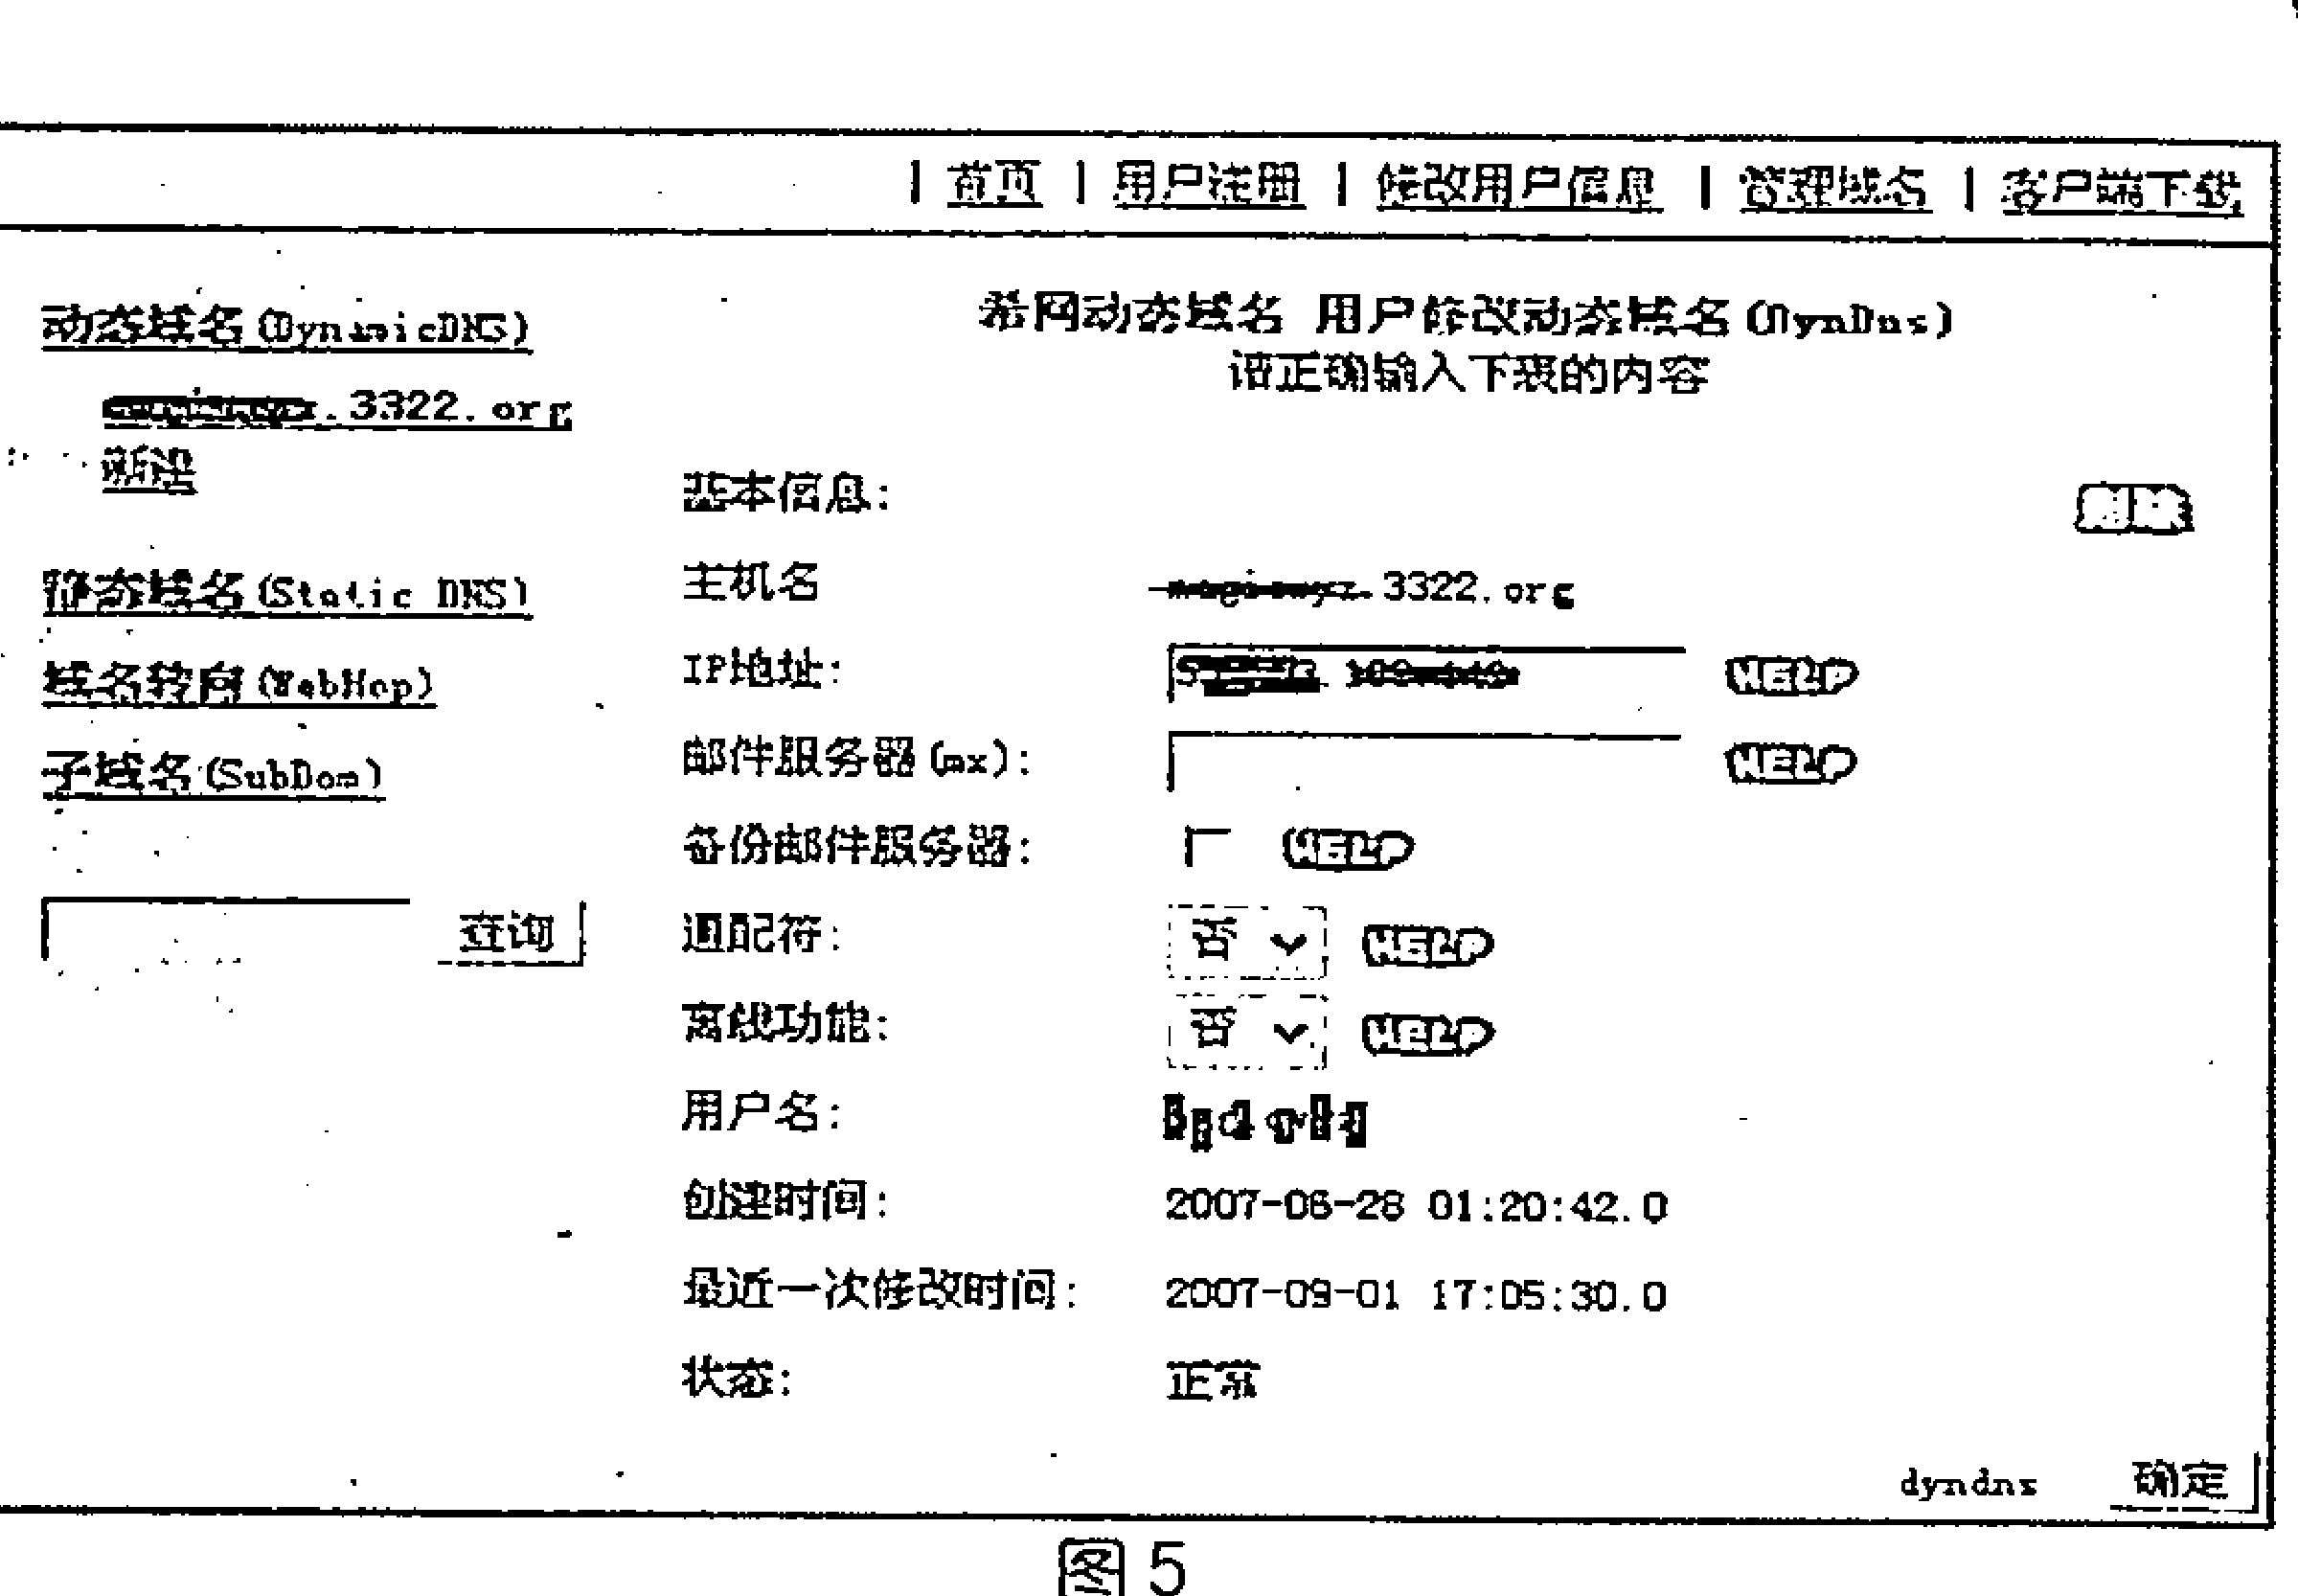 | 首页 | 用户注册 | 修改用户信息 | 管理域名 | 客户端下载
动态域名(DynamicDNS)
.3322.org
新设
静态域名(Static DNS)
域名转向(WebHop)
子域名(SubDom)
查询
希网动态域名 用户修改动态域名(DynDns)
请正确输入下表的内容
基本信息:
删除
主机名 .3322.org
IP地址: HELP
邮件服务器(mx): HELP
备份邮件服务器: HELP
通配符: 否 HELP
离线功能: 否 HELP
用户名:
创建时间: 2007-06-28 01:20:42.0
最近一次修改时间: 2007-09-01 17:05:30.0
状态: 正常
dyndns 确定
图5